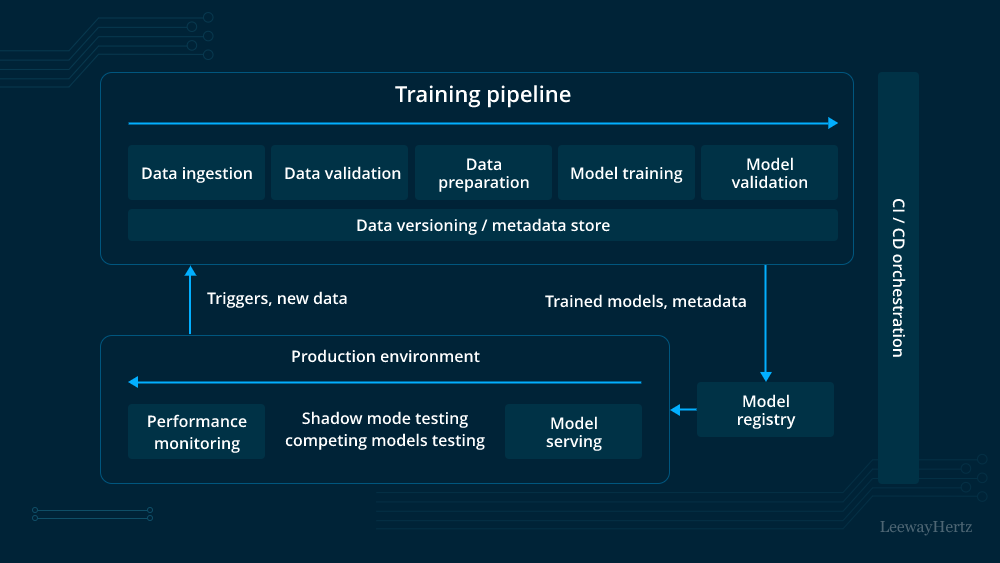 Training pipeline
Data ingestion
Data validation
Data
preparation
Model training
Model
validation
Data versioning / metadata store
Triggers, new data
Trained models, metadata
Production environment
Performance
monitoring
Shadow mode testing
competing models testing
Model
serving
Model
registry
CI / CD orchestration
LeewayHertz